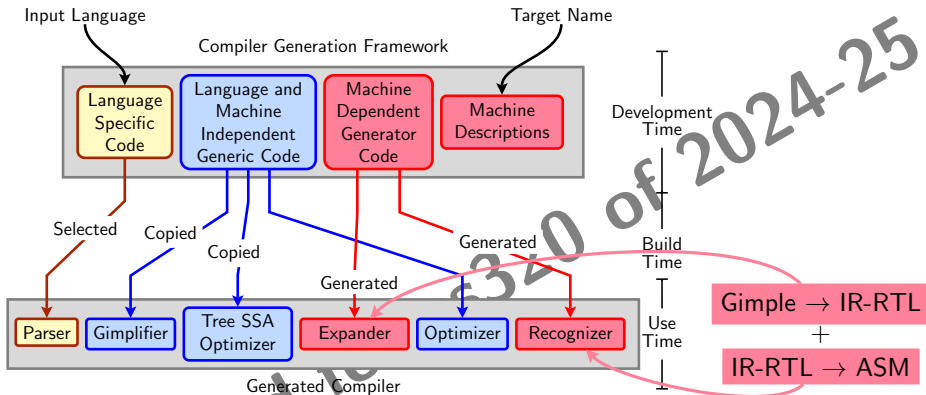 Input Language
Target Name
Compiler Generation Framework
Language
Specific
Code
Language and
Machine
Independent
Generic Code
Machine
Dependent
Generator
Code
Machine
Descriptions
Development
Time
Selected
Copied
Copied
Generated
Generated
Build
Time
Parser
Gimplifier
Tree SSA
Optimizer
Expander
Optimizer
Recognizer
Use
Time
Generated Compiler
Gimple → IR-RTL
+
IR-RTL → ASM
s320 of 2024-25